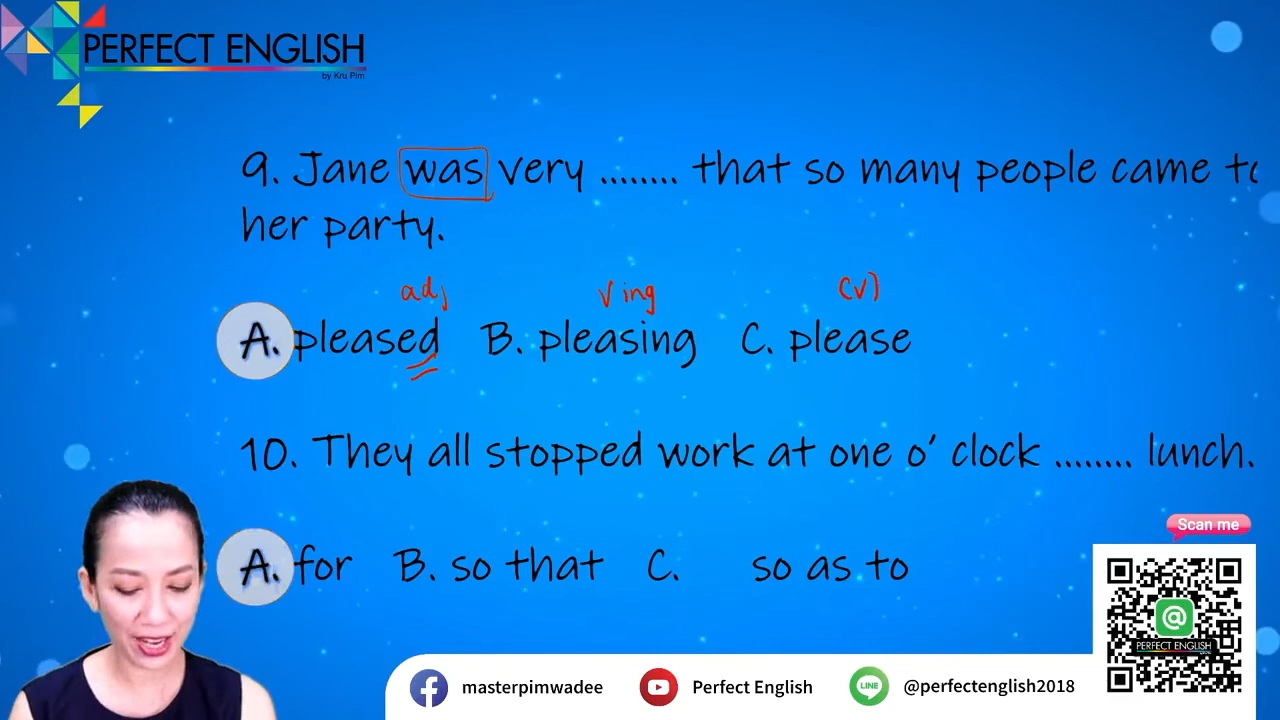 PERFECT ENGLISH
by Kru Pim
9. Jane was very ........ that so many people came to
her party.
adj Ving (v)
A. pleased B. pleasing C. please
10. They all stopped work at one o' clock ........ lunch.
A. for B. so that C. so as to
Scan me
@
PERFECT ENGLISH
masterpimwadee Perfect English LINE @perfectenglish2018